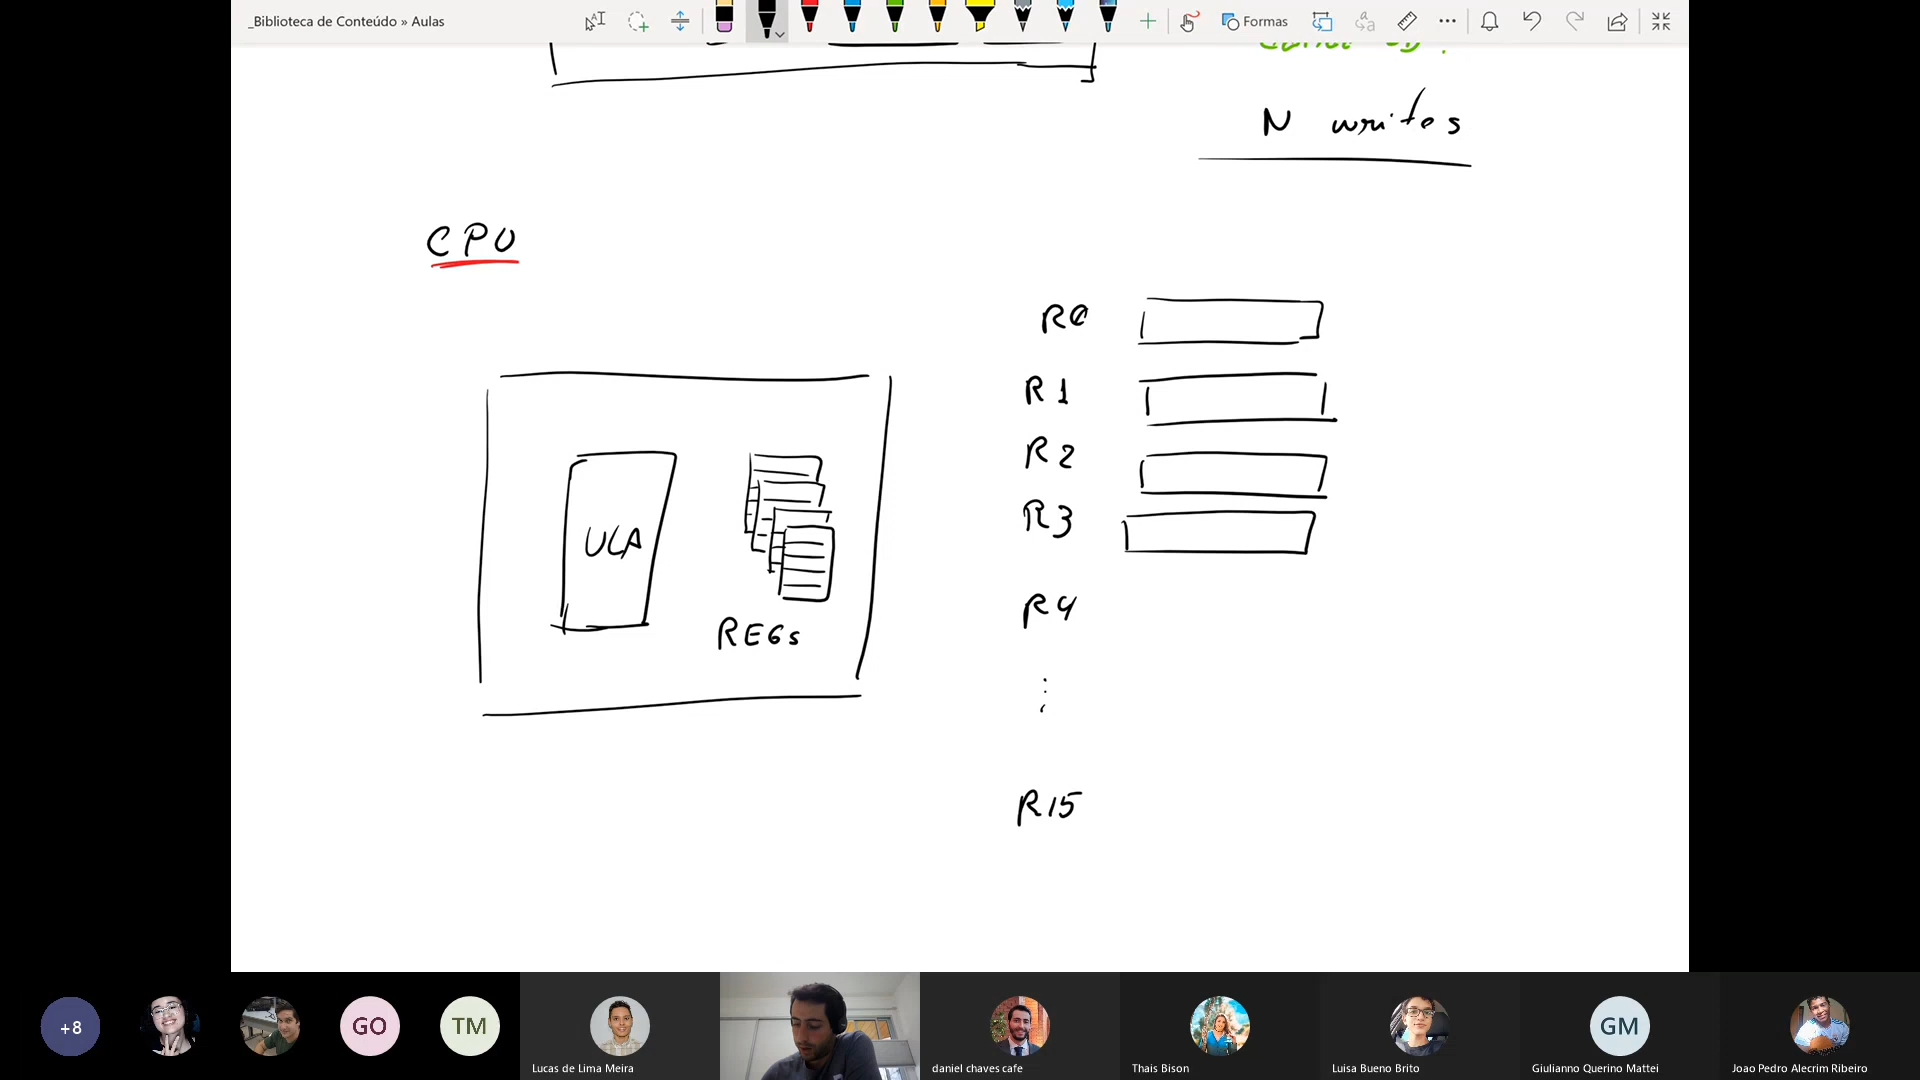 _Biblioteca de Conteúdo » Aulas
Formas
N writes
CPU
R0
R1
R2
R3
R4
⋮
R15
ULA
REGs
+8
GO
TM
GM
Lucas de Lima Meira
daniel chaves cafe
Thais Bison
Luisa Bueno Brito
Giulianno Querino Mattei
Joao Pedro Alecrim Ribeiro